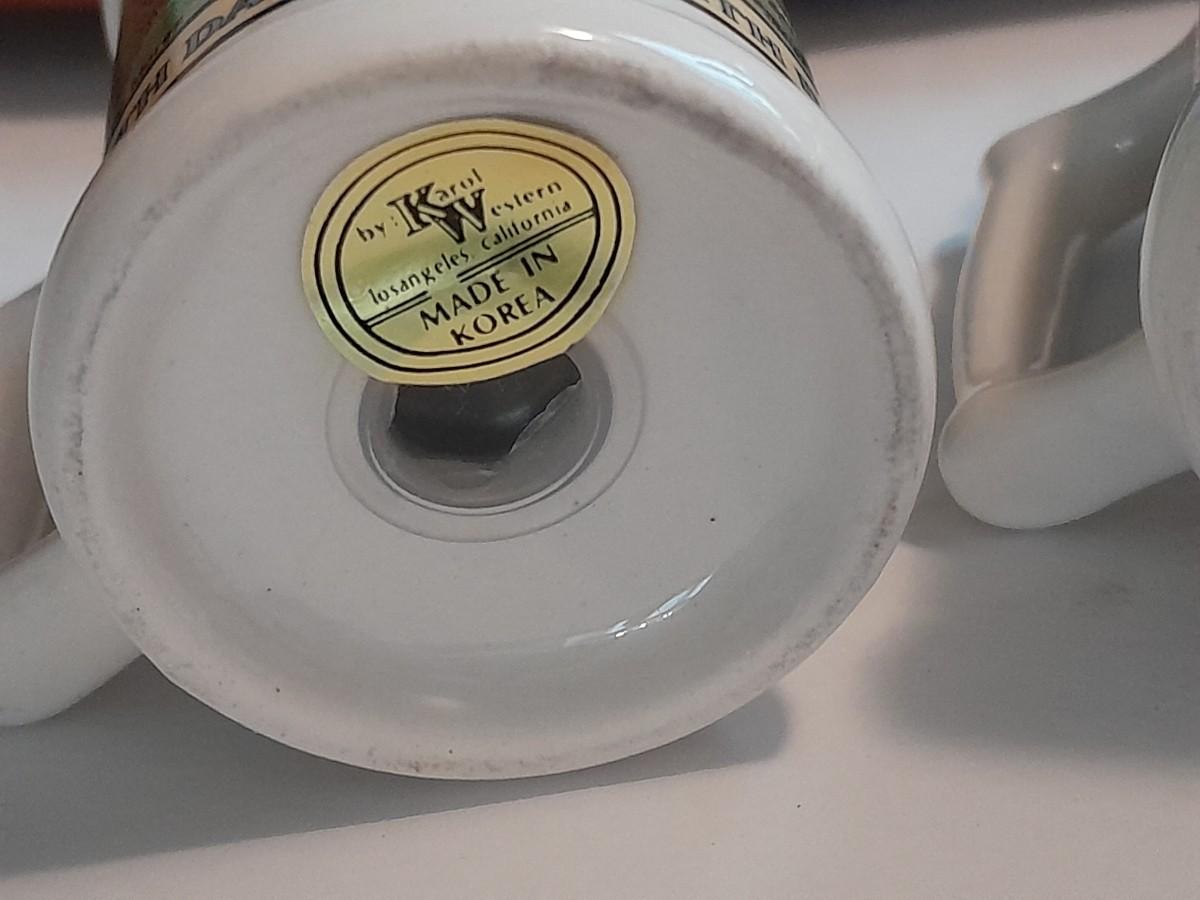 by: Karol Western
losangeles, California
MADE IN
KOREA